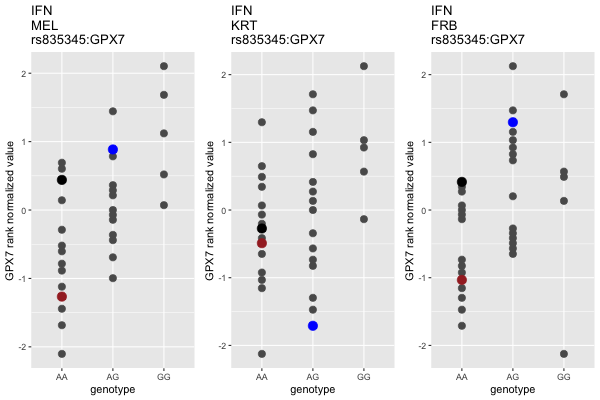 IFN
MEL
rs835345:GPX7
GPX7 rank normalized value
2
1
0
-1
-2
AA
AG
GG
genotype
IFN
KRT
rs835345:GPX7
GPX7 rank normalized value
2
1
0
-1
-2
AA
AG
GG
genotype
IFN
FRB
rs835345:GPX7
GPX7 rank normalized value
2
1
0
-1
-2
AA
AG
GG
genotype